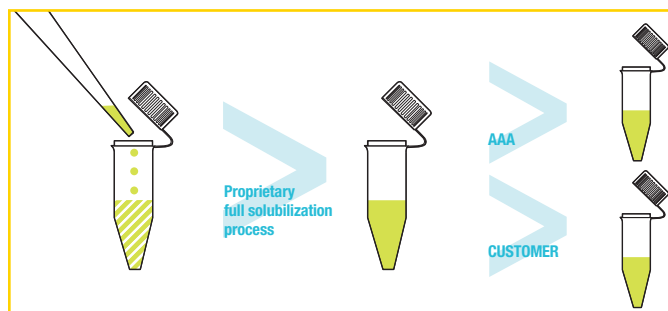 Proprietary
full solubilization
process
AAA
CUSTOMER